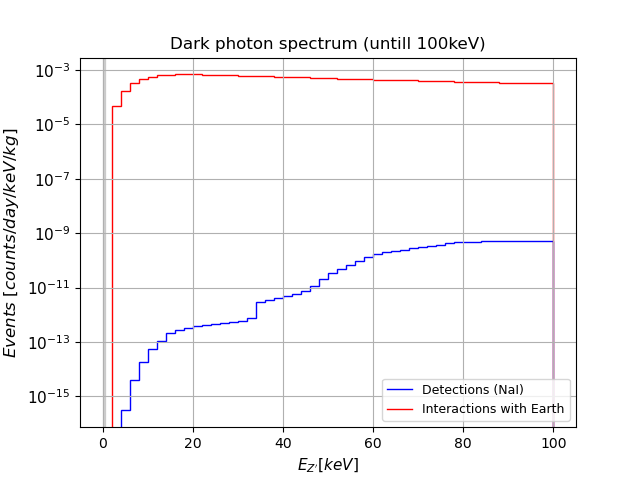 Dark photon spectrum (untill 100keV)
Events [counts/day/keV/kg]
10⁻³
10⁻⁵
10⁻⁷
10⁻⁹
10⁻¹¹
10⁻¹³
10⁻¹⁵
Detections (NaI)
Interactions with Earth
0 20 40 60 80 100
E_{Z'}[keV]